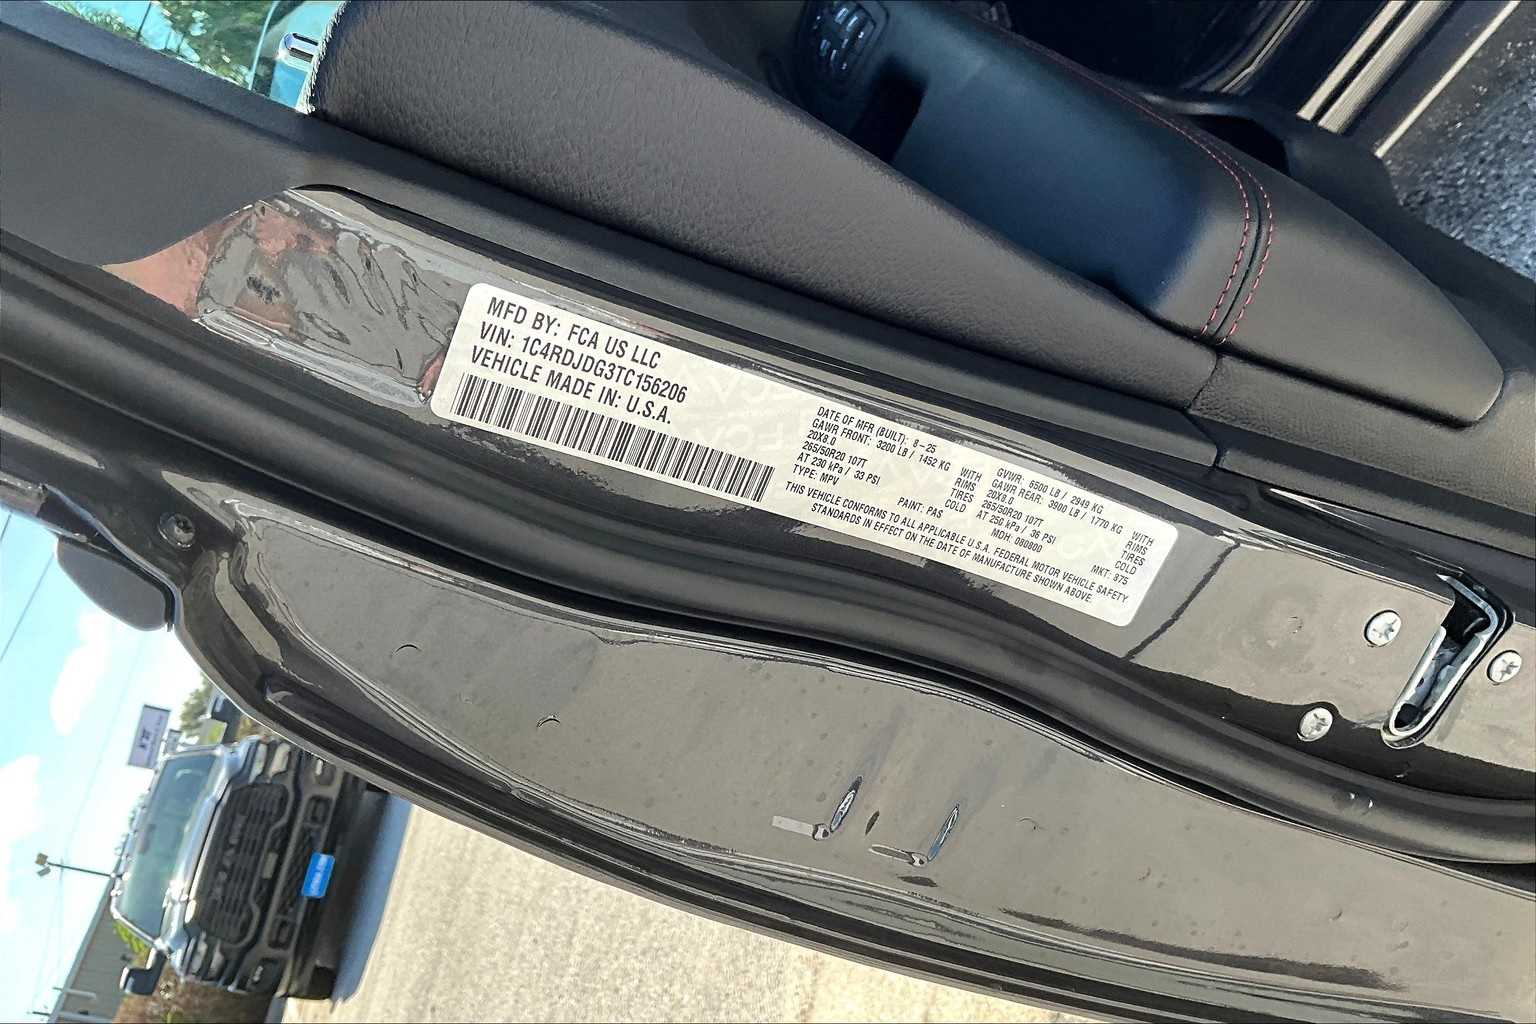 MFD BY: FCA US LLC
VIN: 1C4RDJDG3TC156206
VEHICLE MADE IN: U.S.A.
DATE OF MFR (BUILT): 8-25
GAWR FRONT: 3200 LB / 1452 KG WITH
20X8.0 RIMS
265/50R20 107T TIRES
AT 230 kPa / 33 PSI COLD
TYPE: MPV
PAINT: PAS
GVWR: 6500 LB / 2949 KG
GAWR REAR: 3900 LB / 1770 KG WITH
20X8.0 RIMS
265/50R20 107T TIRES
AT 250 kPa / 36 PSI COLD
MDH: 080800
MKT: 875
THIS VEHICLE CONFORMS TO ALL APPLICABLE U.S.A. FEDERAL MOTOR VEHICLE SAFETY
STANDARDS IN EFFECT ON THE DATE OF MANUFACTURE SHOWN ABOVE.
RAM